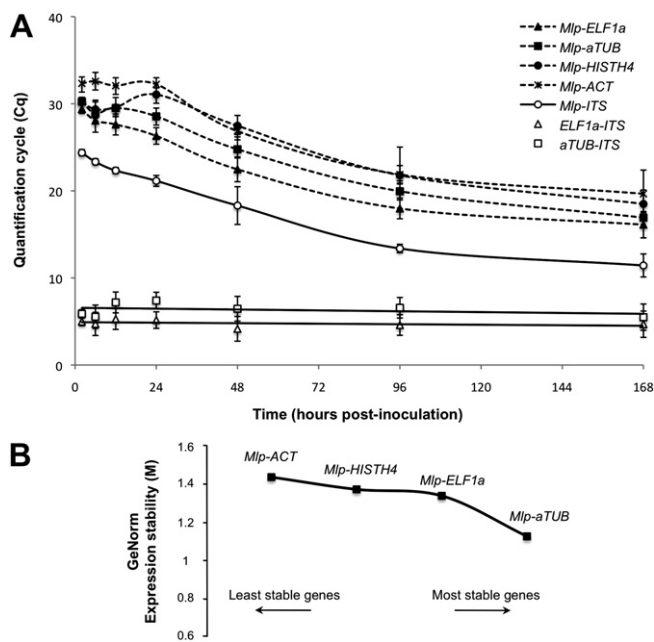 A
Quantification cycle (Cq)
40
30
20
10
0
0 24 48 72 96 120 144 168
Time (hours post-inoculation)
Mlp-ELF1a
Mlp-aTUB
Mlp-HISTH4
Mlp-ACT
Mlp-ITS
ELF1a-ITS
aTUB-ITS
B
GeNorm
Expression stability (M)
1.6
1.4
1.2
1
0.8
0.6
Mlp-ACT
Mlp-HISTH4
Mlp-ELF1a
Mlp-aTUB
Least stable genes
Most stable genes